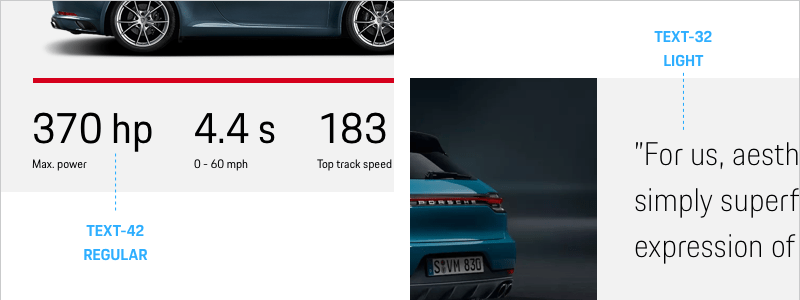 370 hp
4.4 s
183
Max. power
0 - 60 mph
Top track speed
TEXT-42
REGULAR
TEXT-32
LIGHT
PORSCHE
S VM 830
"For us, aesth
simply superf
expression of